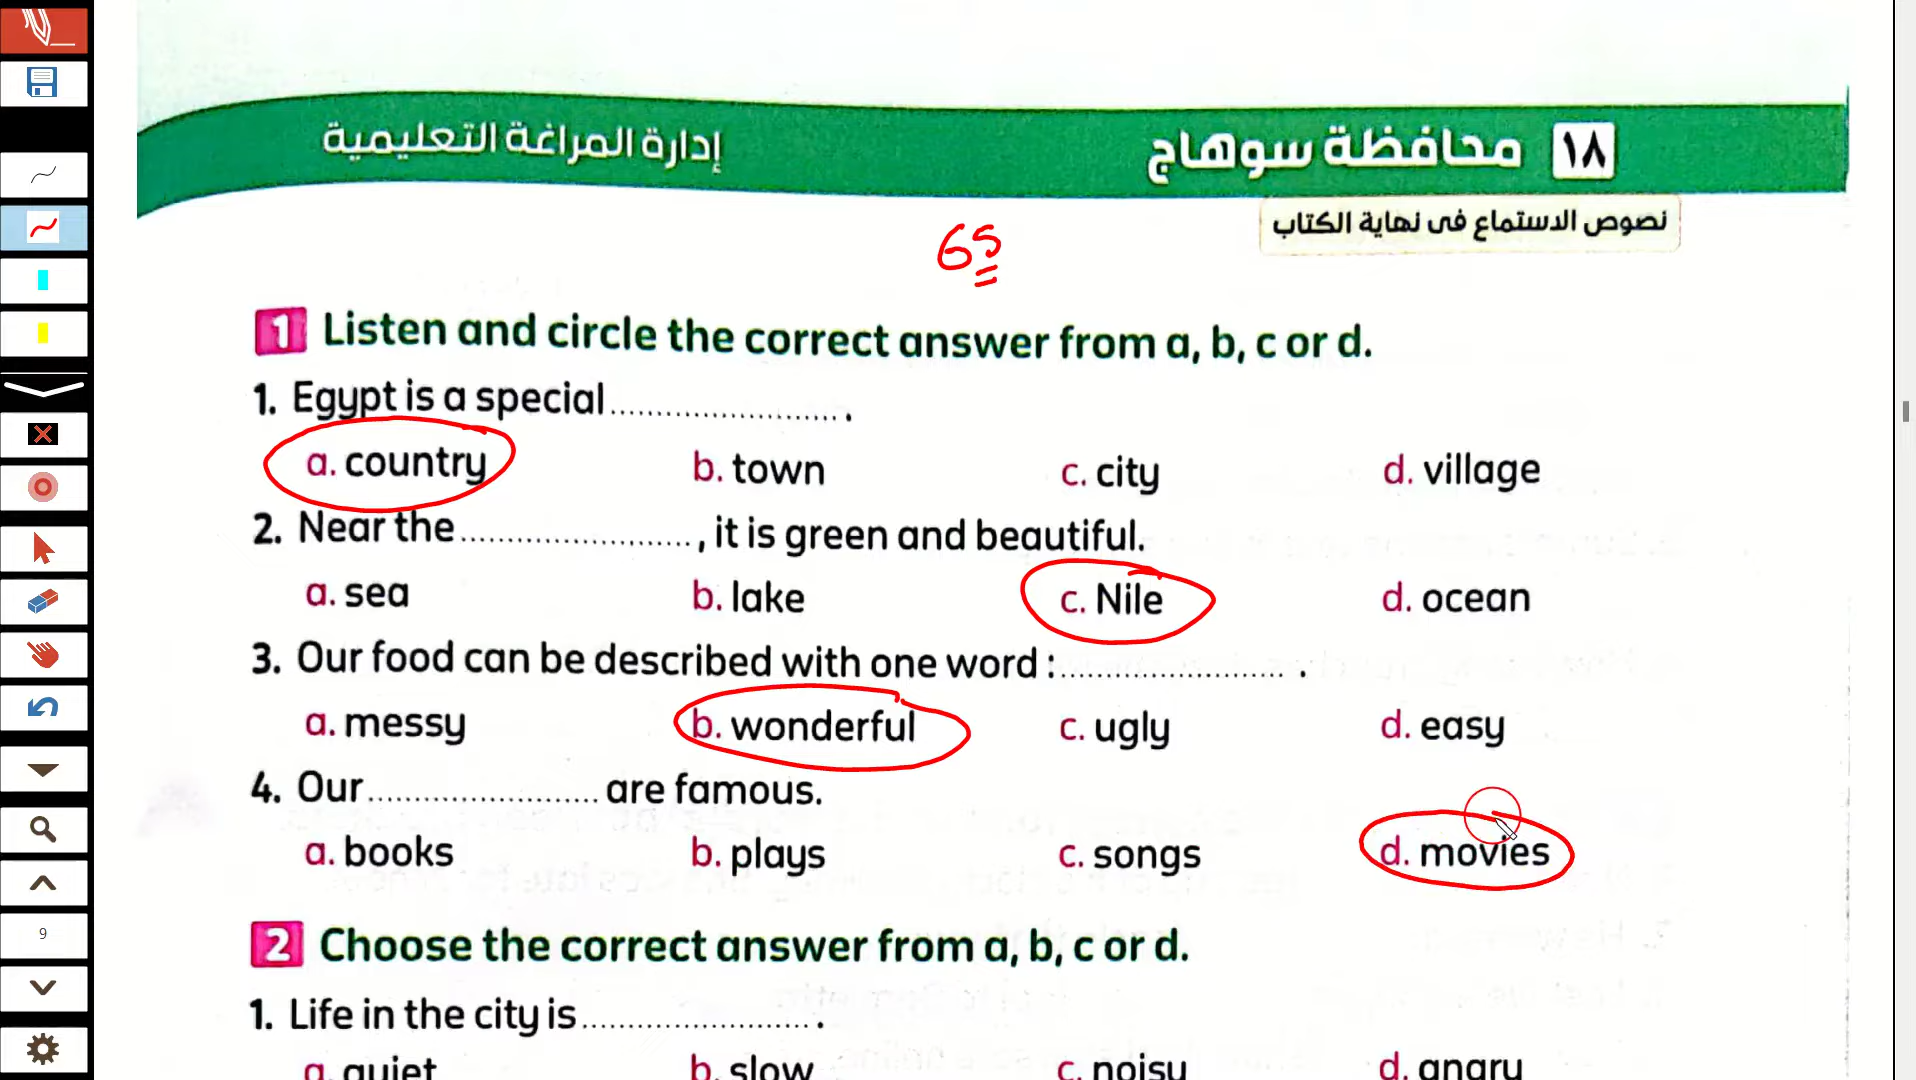 ١٨ محافظة سوهاج إدارة المراغة التعليمية
نصوص الاستماع فى نهاية الكتاب
65
1 Listen and circle the correct answer from a, b, c or d.
1. Egypt is a special ........................ .
a. country b. town c. city d. village
2. Near the ........................ , it is green and beautiful.
a. sea b. lake c. Nile d. ocean
3. Our food can be described with one word : ........................ .
a. messy b. wonderful c. ugly d. easy
4. Our ........................ are famous.
a. books b. plays c. songs d. movies
2 Choose the correct answer from a, b, c or d.
1. Life in the city is ........................ .
a. quiet b. slow c. noisy d. angry
9